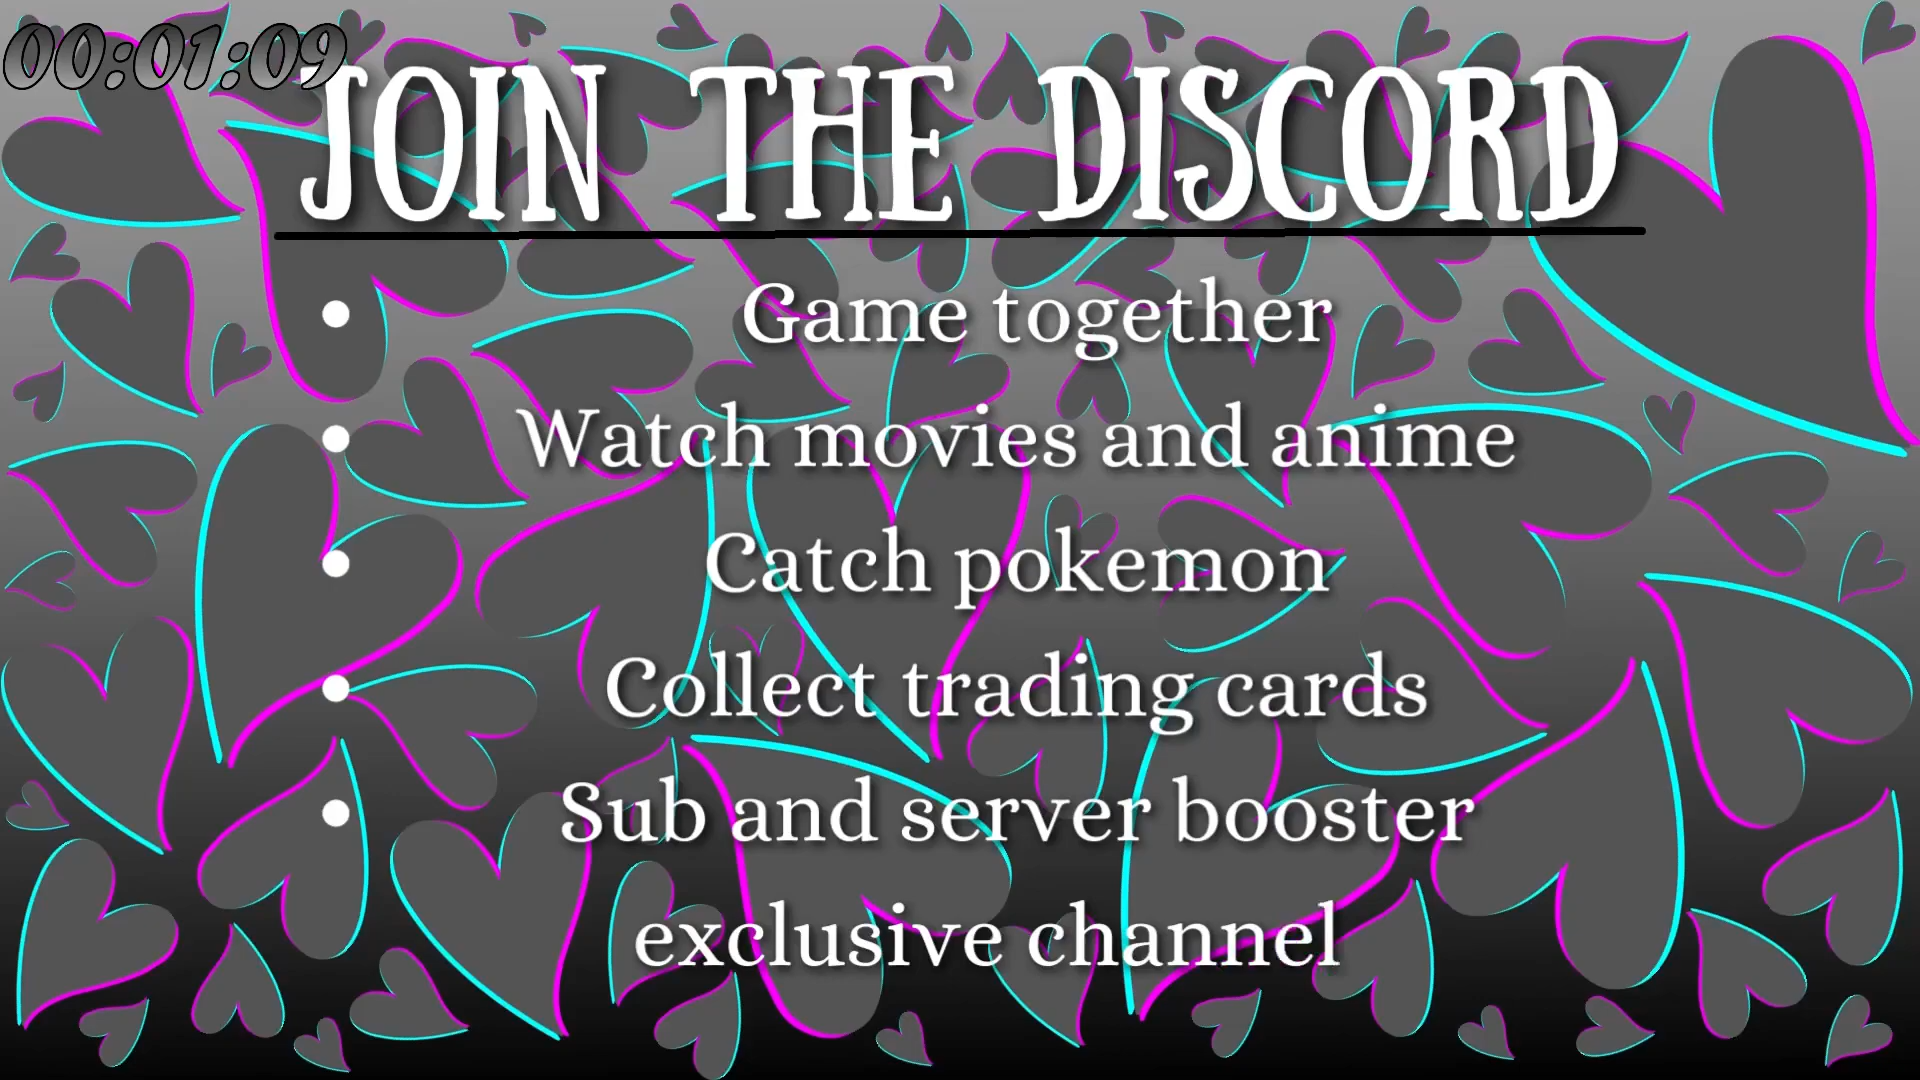 00:01:09
JOIN THE DISCORD
• Game together
• Watch movies and anime
• Catch pokemon
• Collect trading cards
• Sub and server booster
exclusive channel